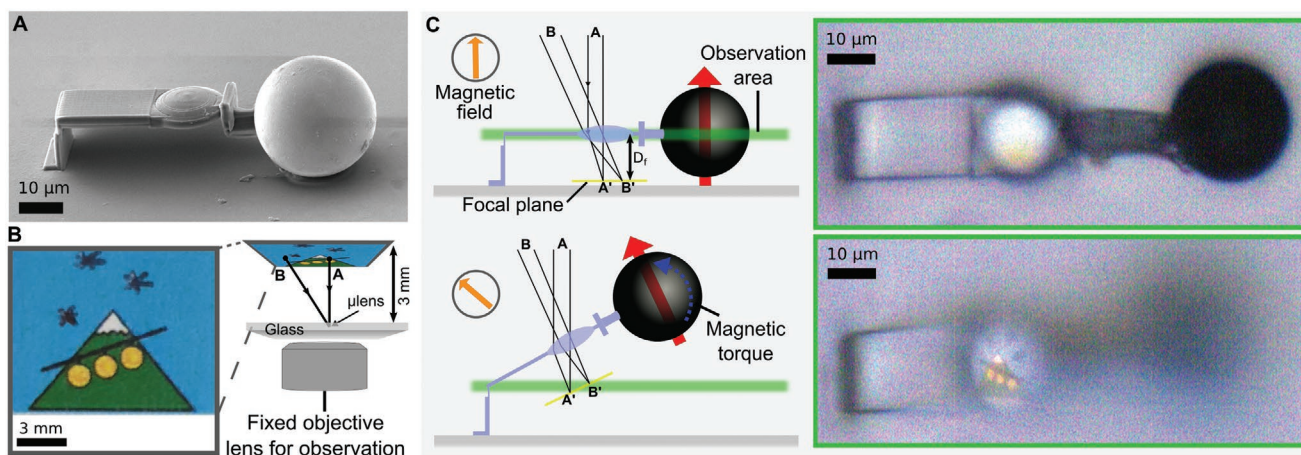 A
10 µm
B
3 mm
B
A
3 mm
µlens
Glass
Fixed objective
lens for observation
C
B
A
Magnetic
field
Observation
area
D_f
A'
B'
Focal plane
B
A
Magnetic
torque
A'
B'
10 µm
10 µm